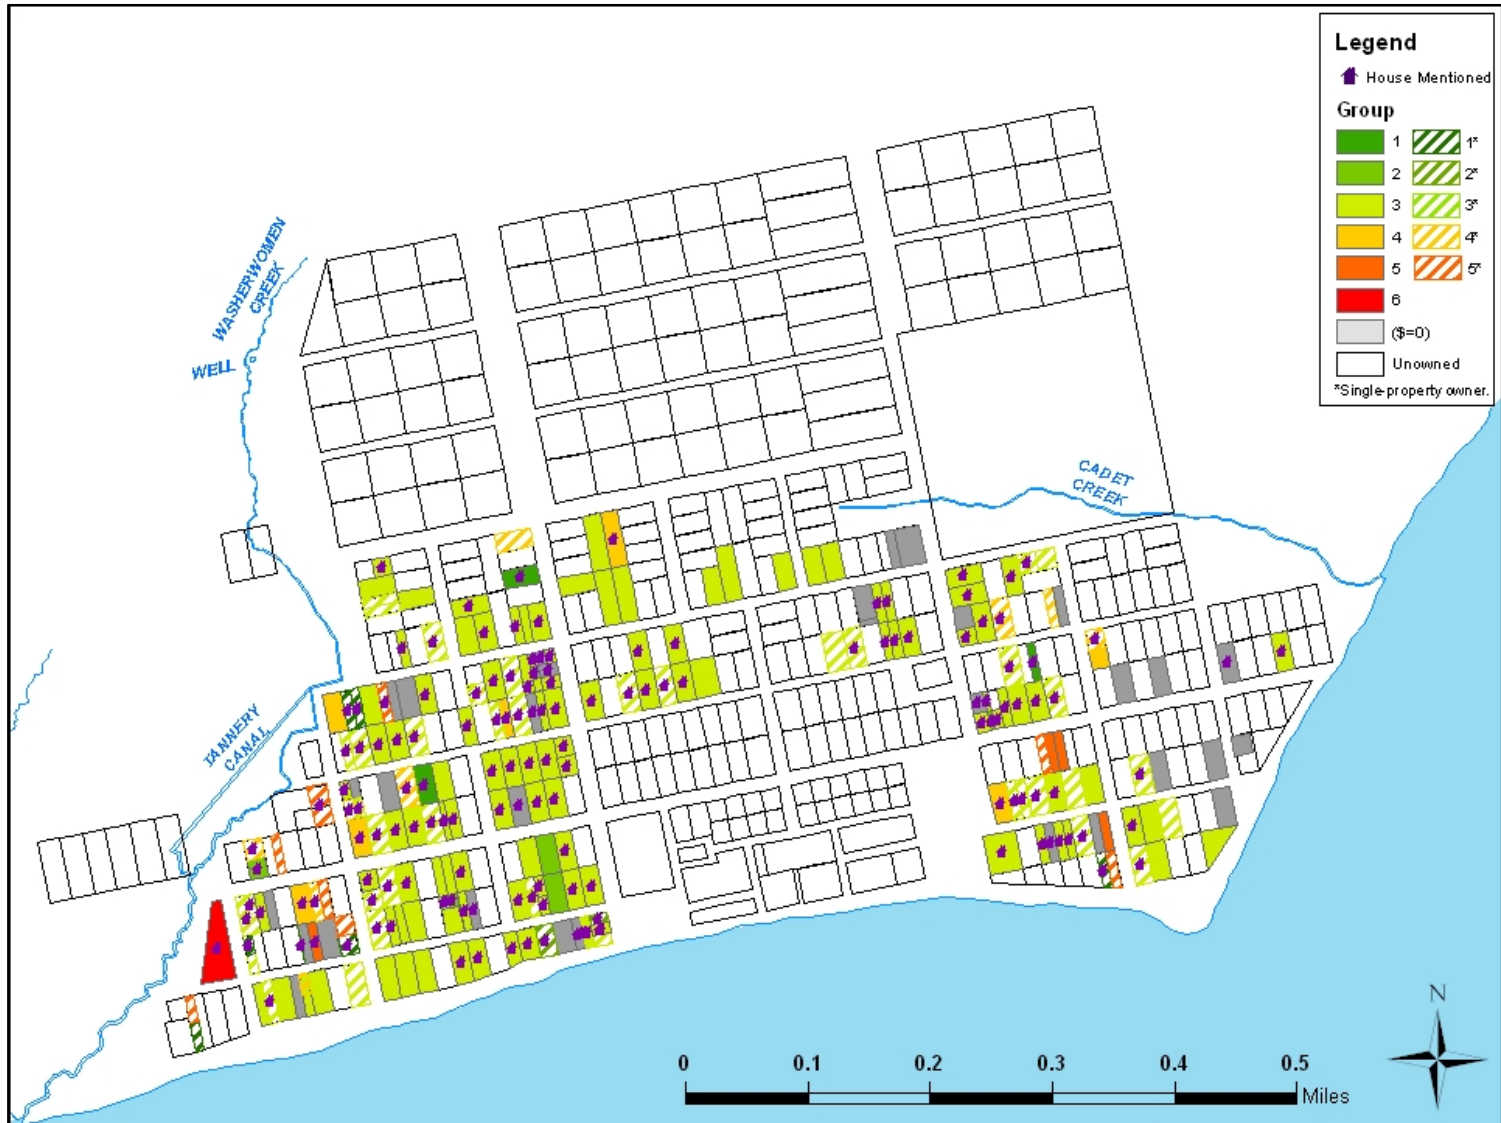 Legend
House Mentioned
Group
1 1*
2 2*
3 3*
4 4*
5 5*
6
($=0)
Unowned
*Single-property owner.
WASHERWOMEN
CREEK
WELL
CADET
CREEK
TANNERY
CANAL
N
0 0.1 0.2 0.3 0.4 0.5
Miles